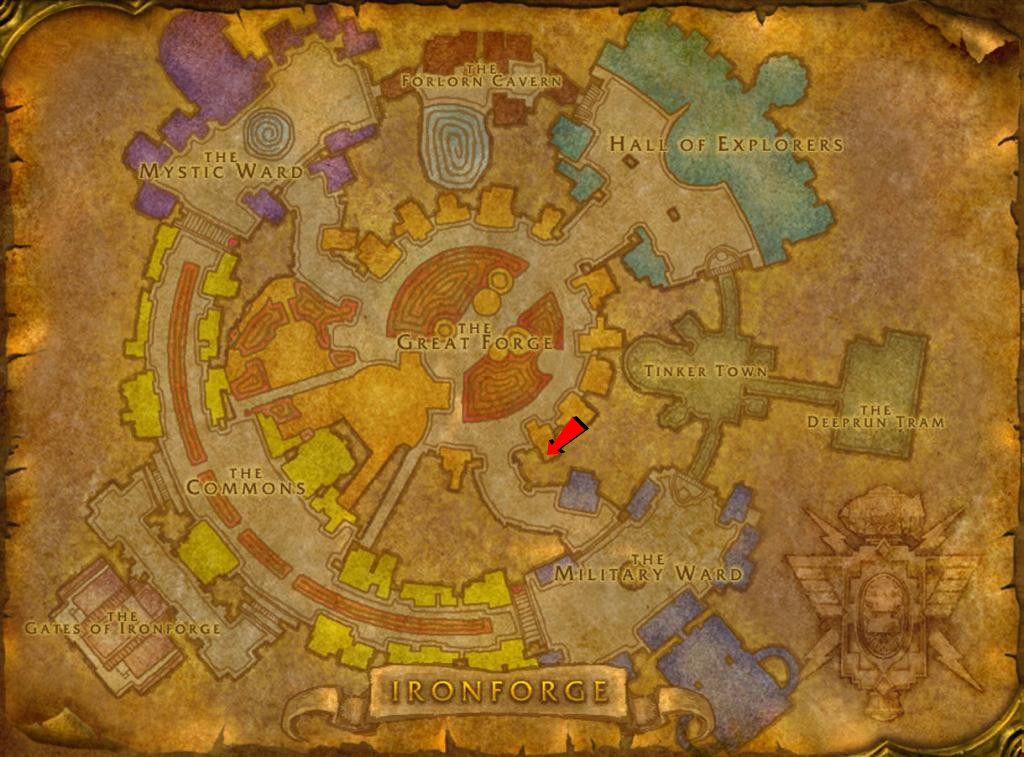 THE
FORLORN CAVERN
HALL OF EXPLORERS
THE
MYSTIC WARD
THE
GREAT FORGE
TINKER TOWN
THE
DEEPRUN TRAM
THE
COMMONS
THE
MILITARY WARD
THE
GATES OF IRONFORGE
IRONFORGE